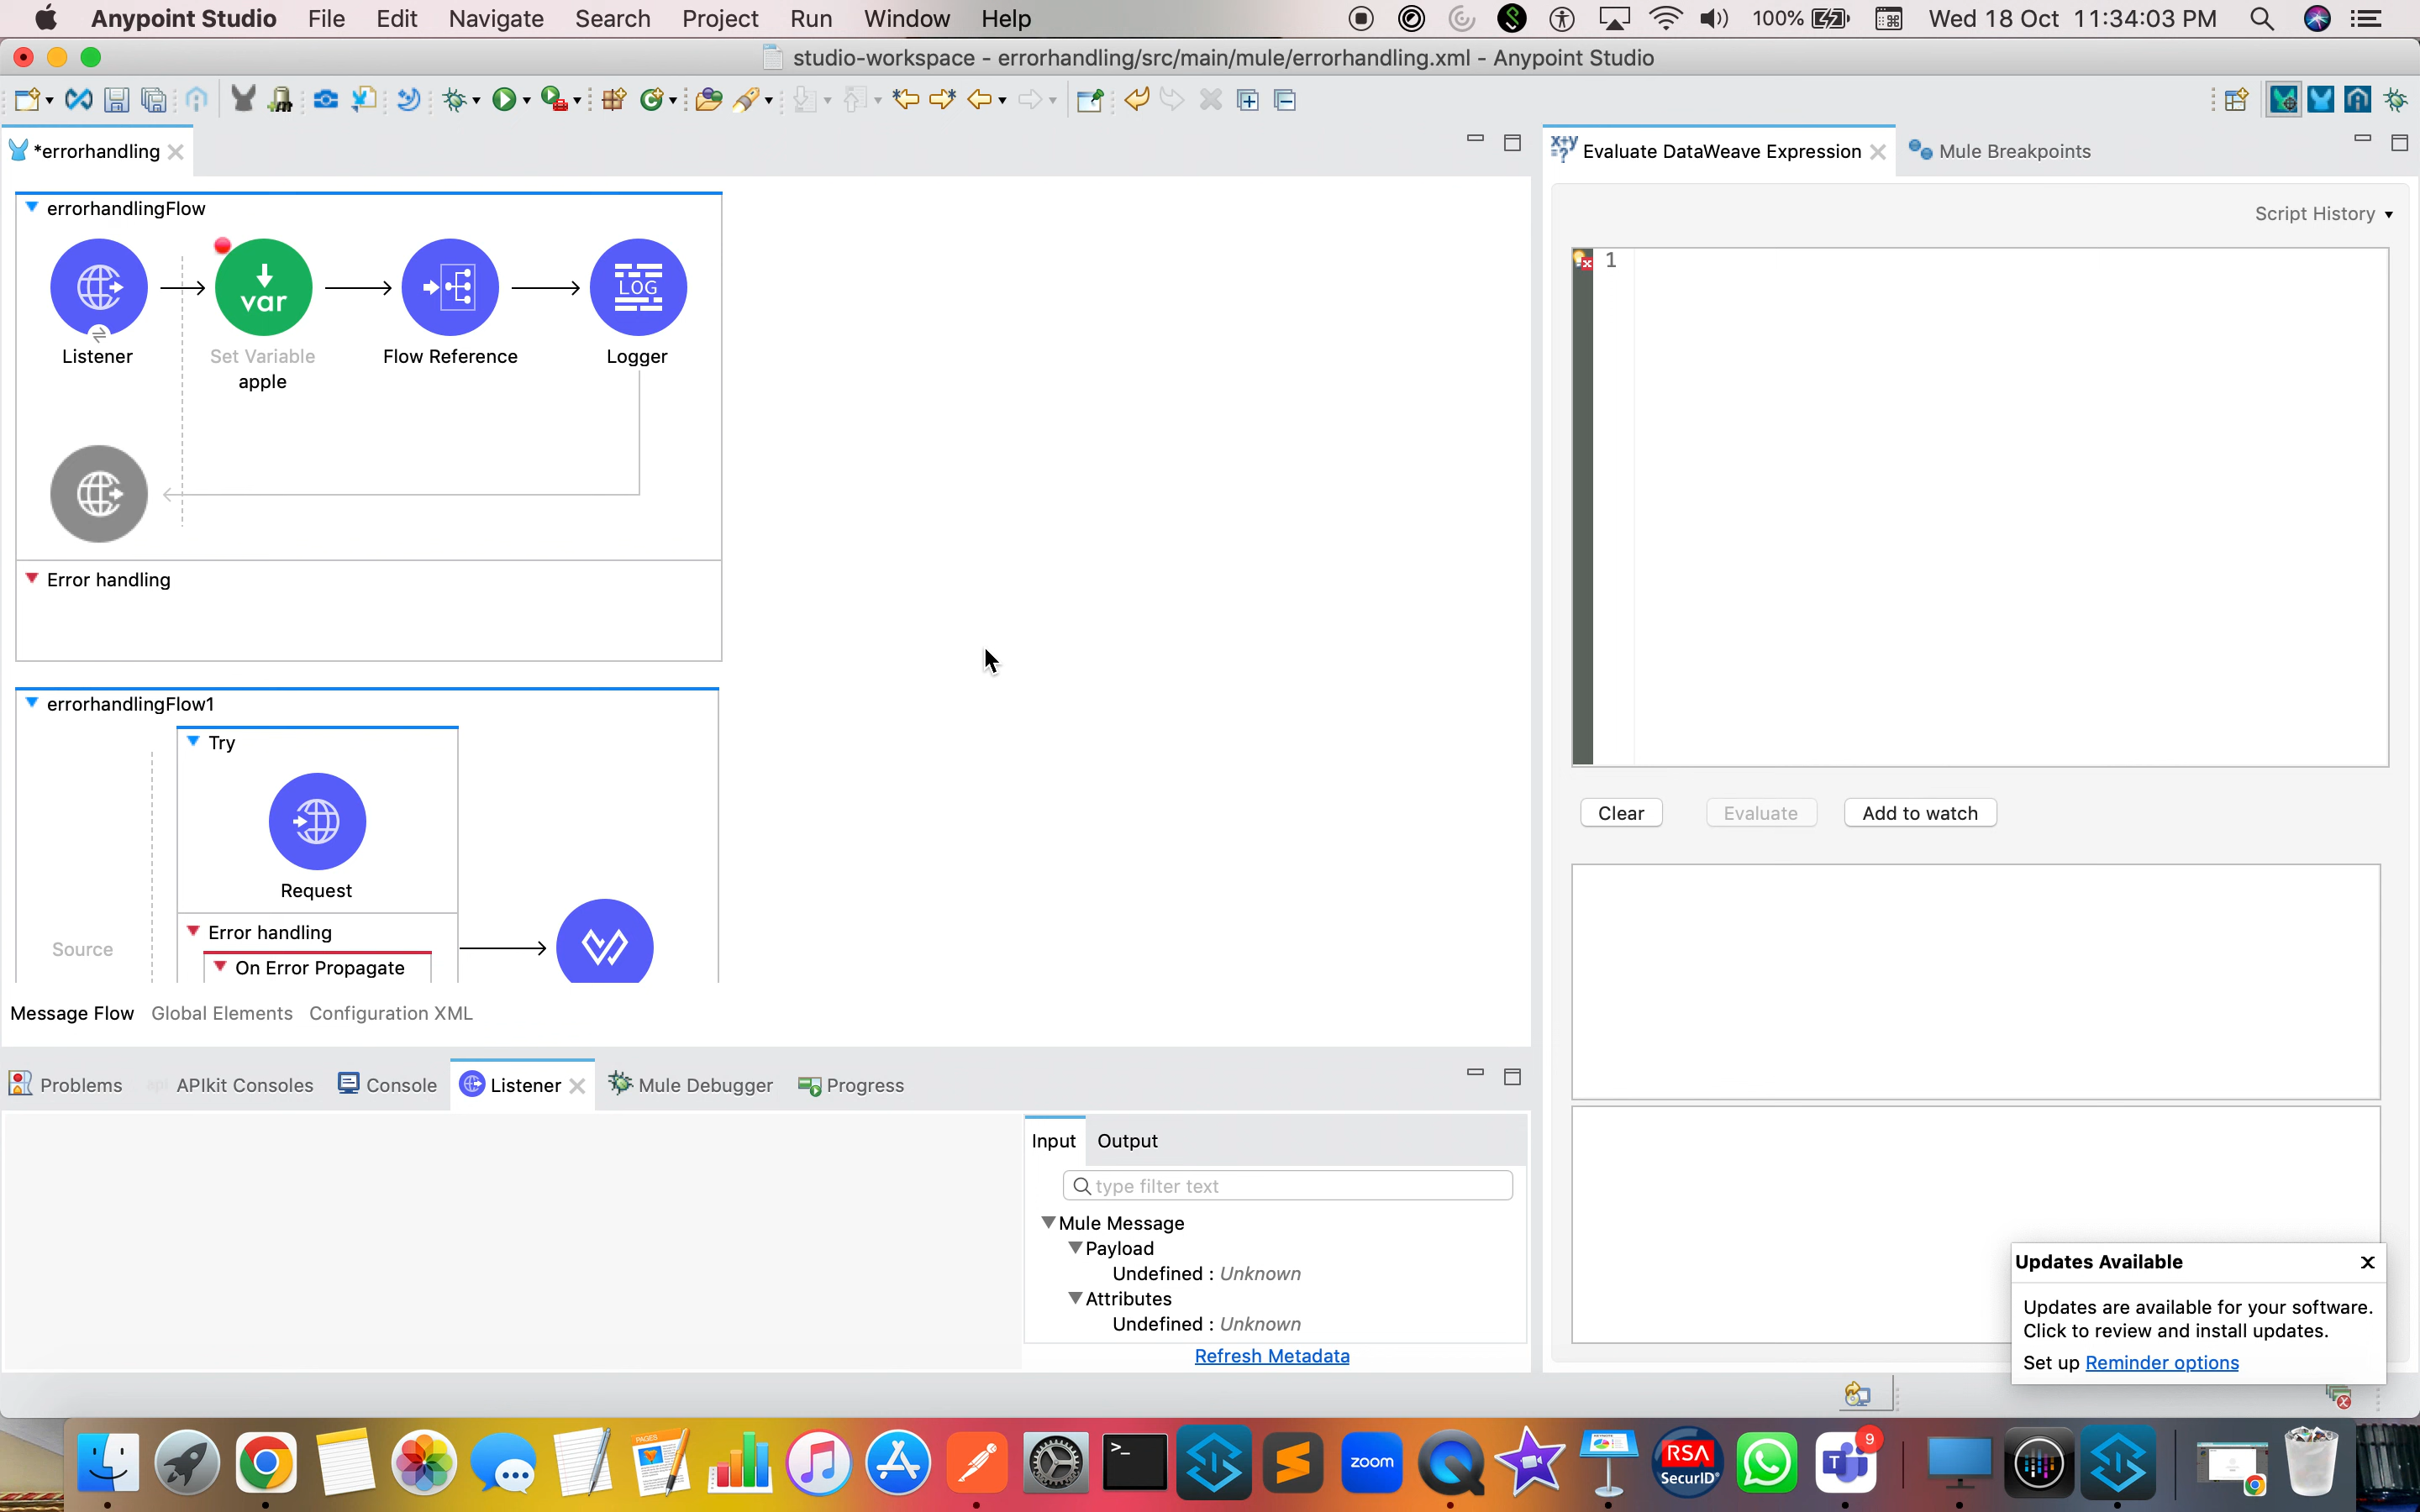 Anypoint Studio File Edit Navigate Search Project Run Window Help
100% Wed 18 Oct 11:34:03 PM
studio-workspace - errorhandling/src/main/mule/errorhandling.xml - Anypoint Studio
*errorhandling
errorhandlingFlow
var
LOG
Listener
Set Variable
apple
Flow Reference
Logger
Error handling
errorhandlingFlow1
Try
Request
Error handling
Source
On Error Propagate
Message Flow Global Elements Configuration XML
x+y
=?
Evaluate DataWeave Expression
Mule Breakpoints
Script History
1
Clear Evaluate Add to watch
Problems
APIkit Consoles
Console
Listener
Mule Debugger
Progress
Input Output
type filter text
Mule Message
Payload
Undefined : Unknown
Attributes
Undefined : Unknown
Refresh Metadata
Updates Available x
Updates are available for your software.
Click to review and install updates.
Set up Reminder options
PAGES
>_
zoom
RSA
SecurID®
T
9